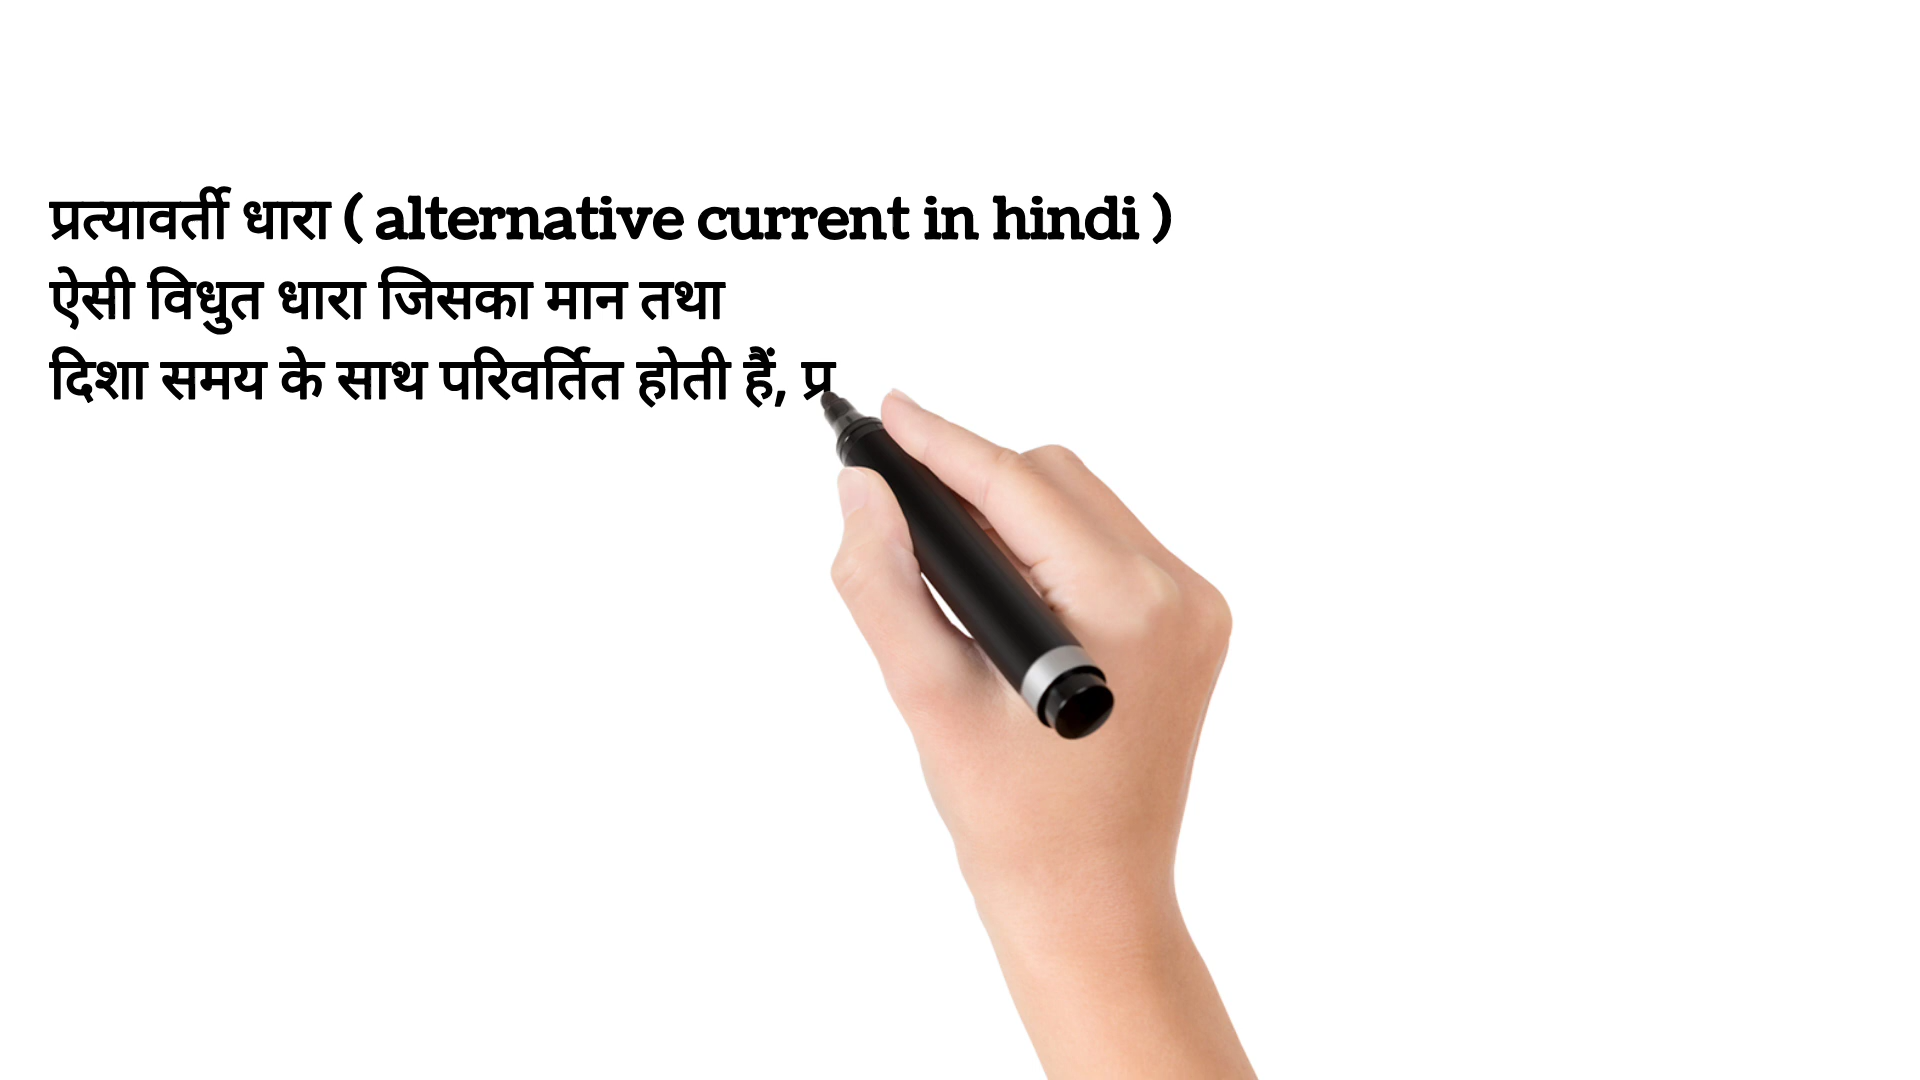 प्रत्यावर्ती धारा ( alternative current in hindi )
ऐसी विधुत धारा जिसका मान तथा
दिशा समय के साथ परिवर्तित होती हैं, प्र